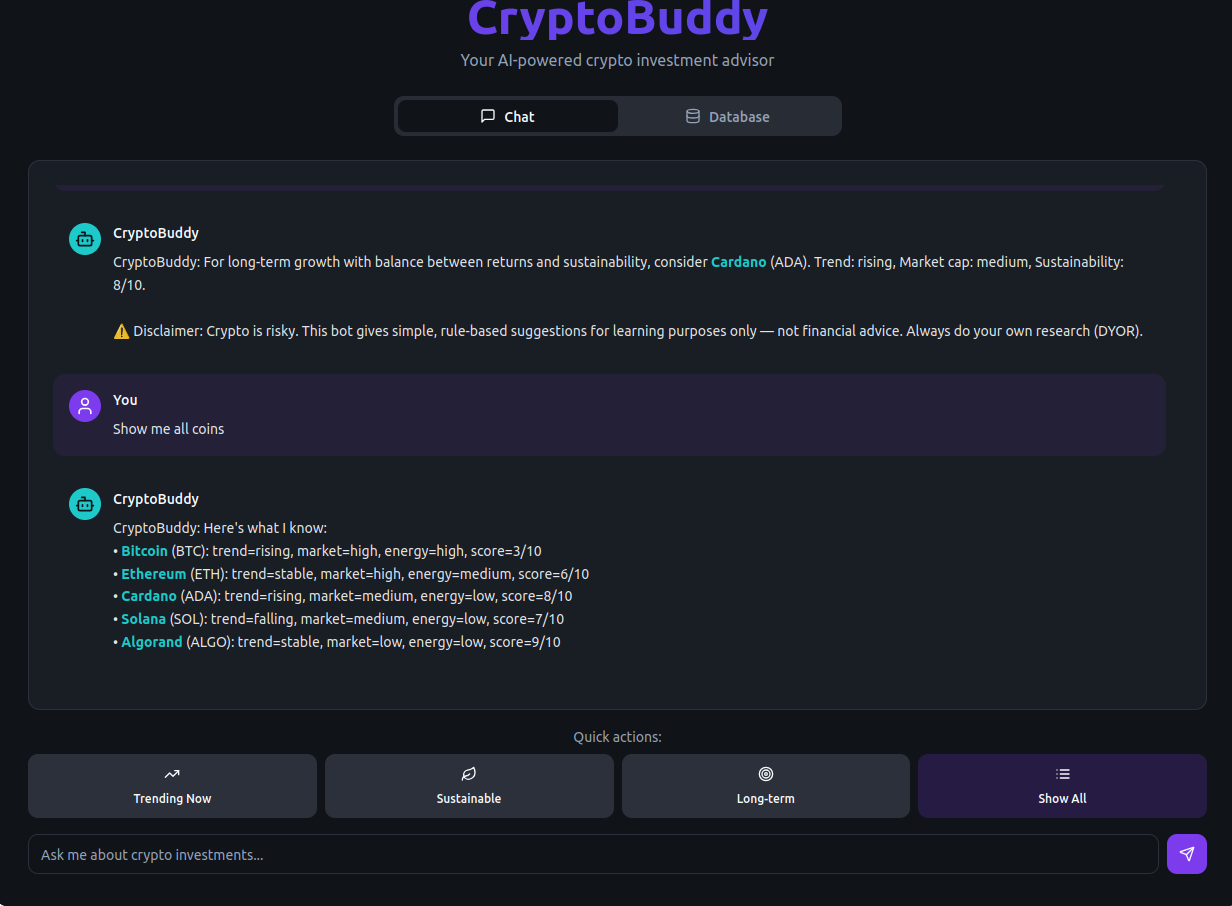 CryptoBuddy
Your AI-powered crypto investment advisor
Chat
Database
CryptoBuddy
CryptoBuddy: For long-term growth with balance between returns and sustainability, consider Cardano (ADA). Trend: rising, Market cap: medium, Sustainability:
8/10.
⚠️ Disclaimer: Crypto is risky. This bot gives simple, rule-based suggestions for learning purposes only — not financial advice. Always do your own research (DYOR).
You
Show me all coins
CryptoBuddy
CryptoBuddy: Here's what I know:
• Bitcoin (BTC): trend=rising, market=high, energy=high, score=3/10
• Ethereum (ETH): trend=stable, market=high, energy=medium, score=6/10
• Cardano (ADA): trend=rising, market=medium, energy=low, score=8/10
• Solana (SOL): trend=falling, market=medium, energy=low, score=7/10
• Algorand (ALGO): trend=stable, market=low, energy=low, score=9/10
Quick actions:
Trending Now
Sustainable
Long-term
Show All
Ask me about crypto investments...